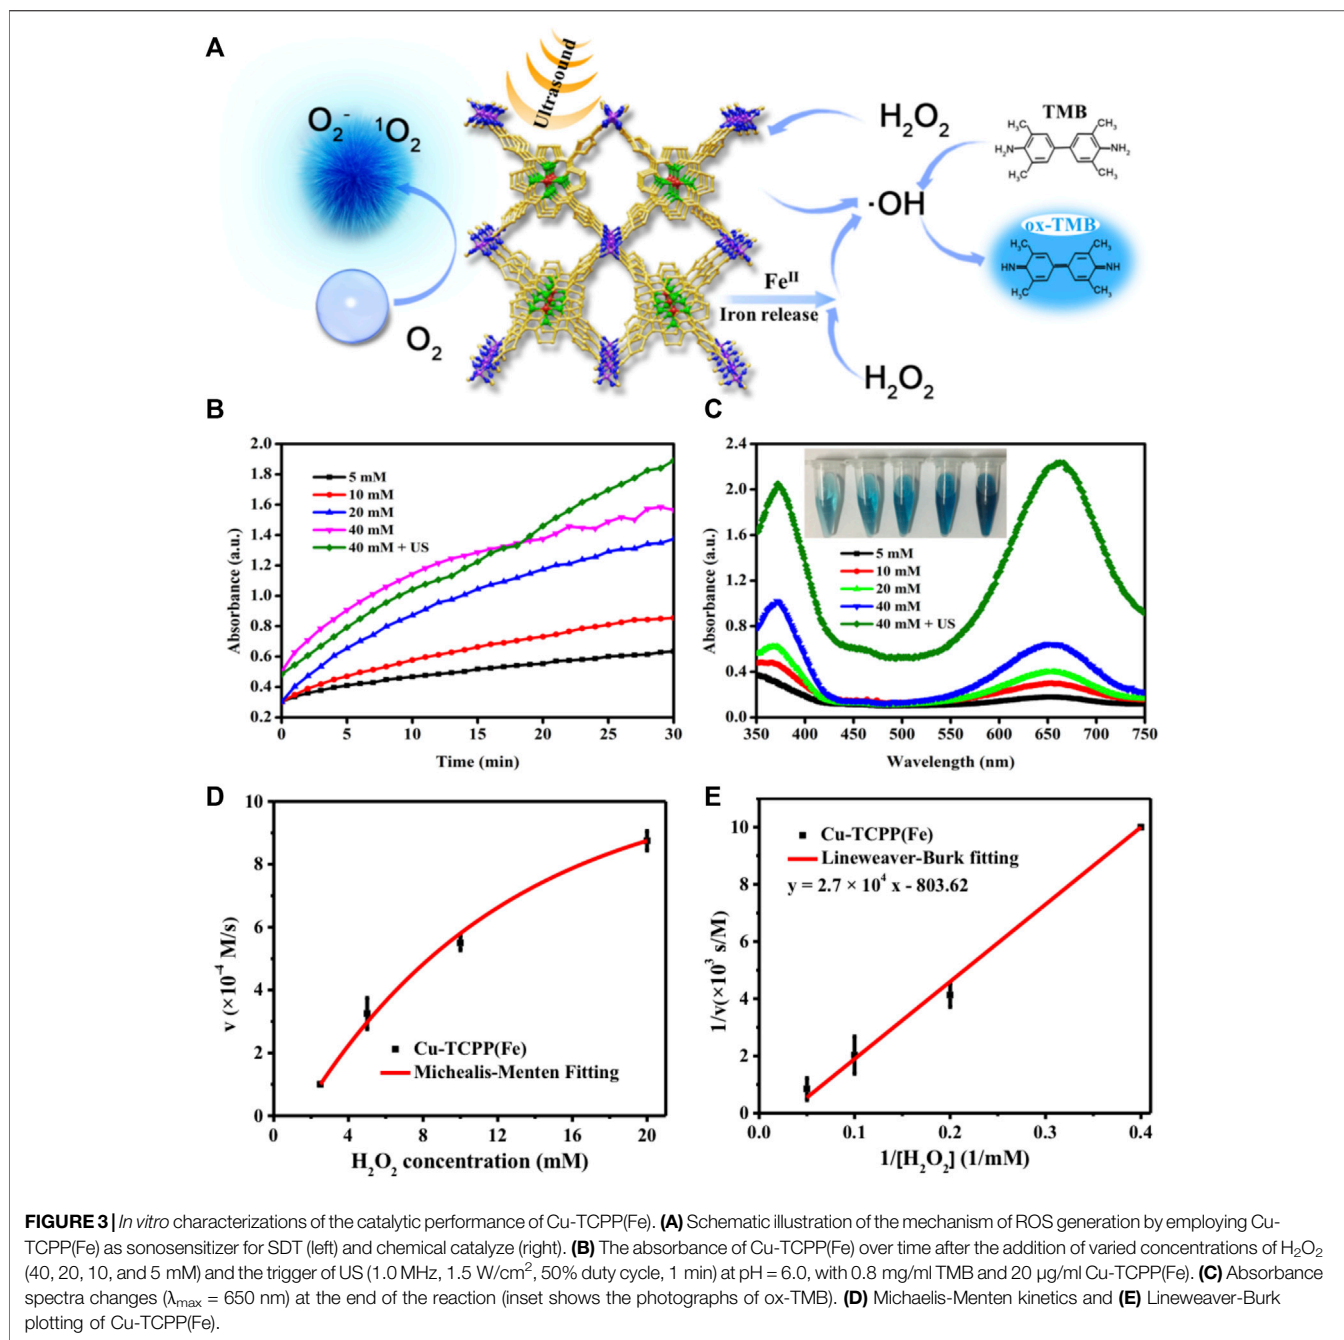 A
Ultrasound
O₂⁻ ¹O₂
O₂
H₂O₂
TMB
CH₃ CH₃
H₂N NH₂
CH₃ CH₃
·OH
ox-TMB
CH₃ CH₃
HN NH
CH₃ CH₃
Feᴵᴵ
Iron release
H₂O₂
B
Absorbance (a.u.)
2.0
1.8
1.6
1.4
1.2
1.0
0.8
0.6
0.4
0.2
5 mM
10 mM
20 mM
40 mM
40 mM + US
0 5 10 15 20 25 30
Time (min)
C
Absorbance (a.u.)
2.4
2.0
1.6
1.2
0.8
0.4
0.0
5 mM
10 mM
20 mM
40 mM
40 mM + US
350 400 450 500 550 600 650 700 750
Wavelength (nm)
D
v (×10⁻⁴ M/s)
10
8
6
4
2
0
Cu-TCPP(Fe)
Michealis-Menten Fitting
0 4 8 12 16 20
H₂O₂ concentration (mM)
E
1/v(×10³ s/M)
10
8
6
4
2
0
Cu-TCPP(Fe)
Lineweaver-Burk fitting
y = 2.7 × 10⁴ x - 803.62
0.0 0.1 0.2 0.3 0.4
1/[H₂O₂] (1/mM)
FIGURE 3 | In vitro characterizations of the catalytic performance of Cu-TCPP(Fe). (A) Schematic illustration of the mechanism of ROS generation by employing Cu-
TCPP(Fe) as sonosensitizer for SDT (left) and chemical catalyze (right). (B) The absorbance of Cu-TCPP(Fe) over time after the addition of varied concentrations of H₂O₂
(40, 20, 10, and 5 mM) and the trigger of US (1.0 MHz, 1.5 W/cm², 50% duty cycle, 1 min) at pH = 6.0, with 0.8 mg/ml TMB and 20 µg/ml Cu-TCPP(Fe). (C) Absorbance
spectra changes (λmax = 650 nm) at the end of the reaction (inset shows the photographs of ox-TMB). (D) Michaelis-Menten kinetics and (E) Lineweaver-Burk
plotting of Cu-TCPP(Fe).